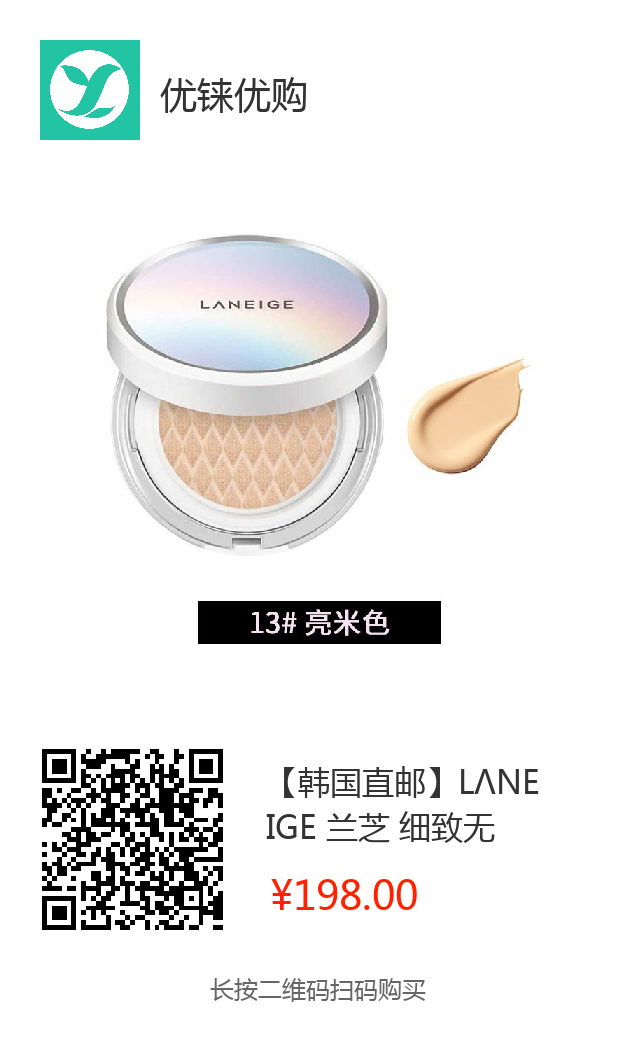 优铼优购
LANEIGE
13# 亮米色
【韩国直邮】LANE
IGE 兰芝 细致无
¥198.00
长按二维码扫码购买